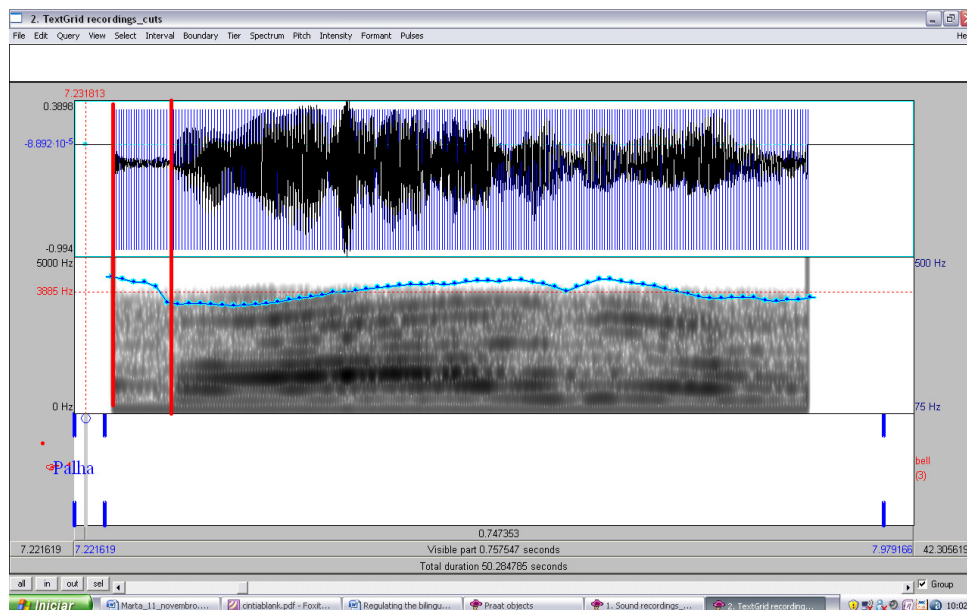 2. TextGrid recordings_cuts
File Edit Query View Select Interval Boundary Tier Spectrum Pitch Intensity Formant Pulses He
7.231813
0.3898
-8.892·10-5
-0.994
5000 Hz 500 Hz
3885 Hz
0 Hz 75 Hz
Palha bell
(3)
0.747353
7.221619 7.221619 Visible part 0.757547 seconds 7.979166 42.305619
Total duration 50.284785 seconds
all in out sel Group
Iniciar Marta_11_novembro.... cintiablank.pdf - Foxit... Regulating the bilingu... Praat objects 1. Sound recordings_... 2. TextGrid recording...